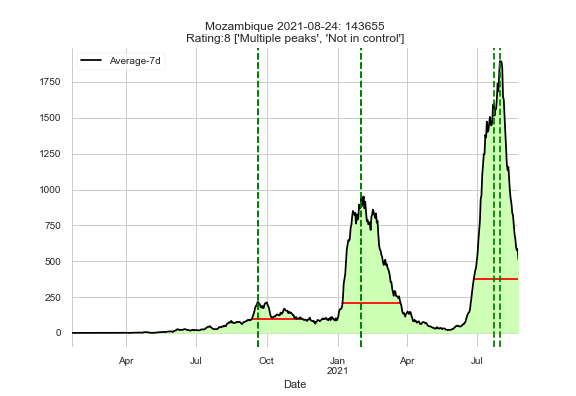 Mozambique 2021-08-24: 143655
Rating:8 ['Multiple peaks', 'Not in control']
Average-7d
1750
1500
1250
1000
750
500
250
0
Apr Jul Oct Jan Apr Jul
2021
Date